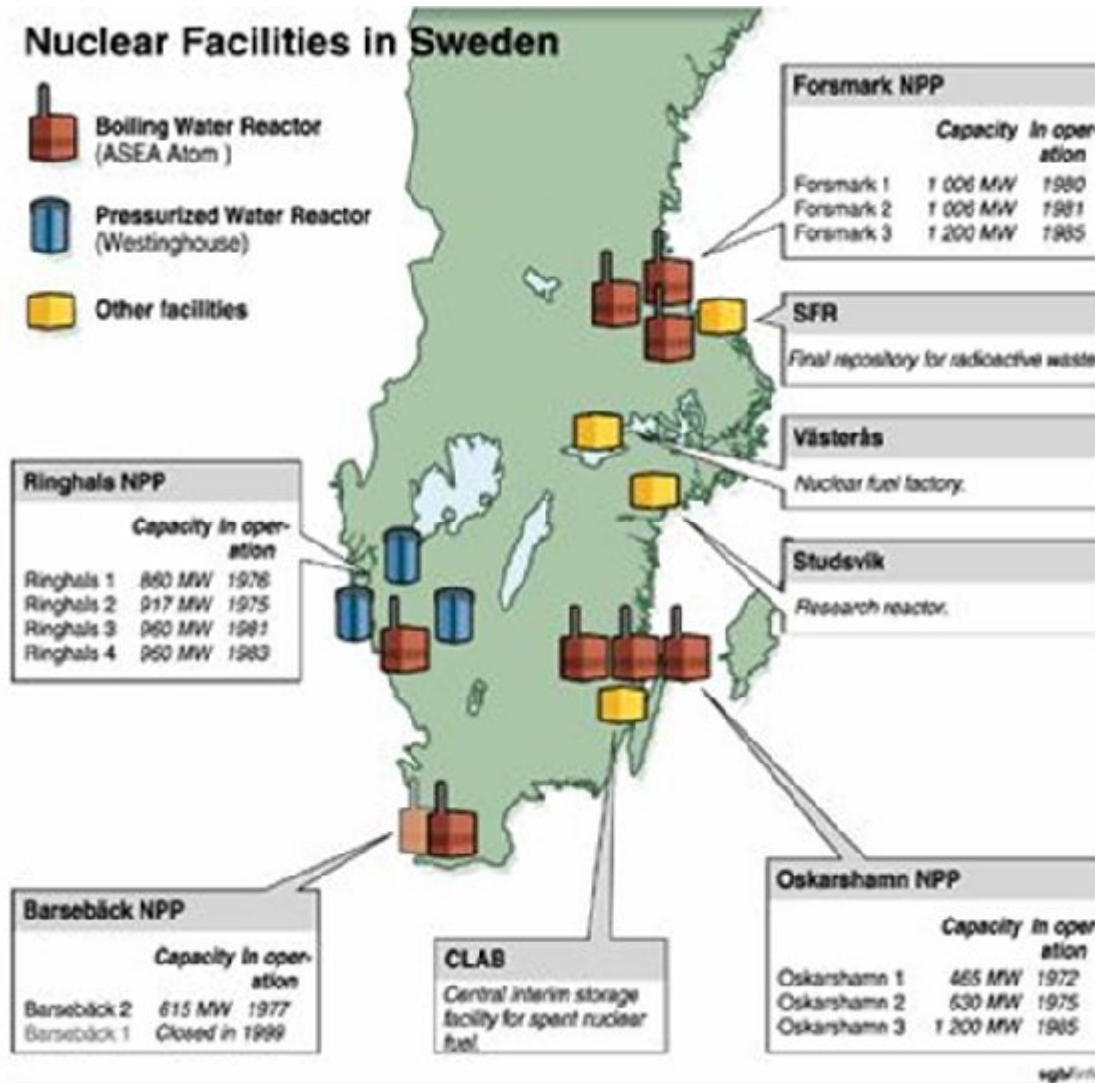 Nuclear Facilities in Sweden
Boiling Water Reactor
(ASEA Atom )
Pressurized Water Reactor
(Westinghouse)
Other facilities
Forsmark NPP
Capacity In oper-
ation
Forsmark 1 1 006 MW 1980
Forsmark 2 1 006 MW 1981
Forsmark 3 1 200 MW 1985
SFR
Final repository for radioactive waste
Västerås
Nuclear fuel factory.
Studsvik
Research reactor.
Ringhals NPP
Capacity In oper-
ation
Ringhals 1 860 MW 1976
Ringhals 2 917 MW 1975
Ringhals 3 960 MW 1981
Ringhals 4 960 MW 1983
Barsebäck NPP
Capacity In oper-
ation
Barsebäck 2 615 MW 1977
Barsebäck 1 Closed in 1999
CLAB
Central interim storage
facility for spent nuclear
fuel.
Oskarshamn NPP
Capacity In oper
ation
Oskarshamn 1 465 MW 1972
Oskarshamn 2 630 MW 1975
Oskarshamn 3 1 200 MW 1985